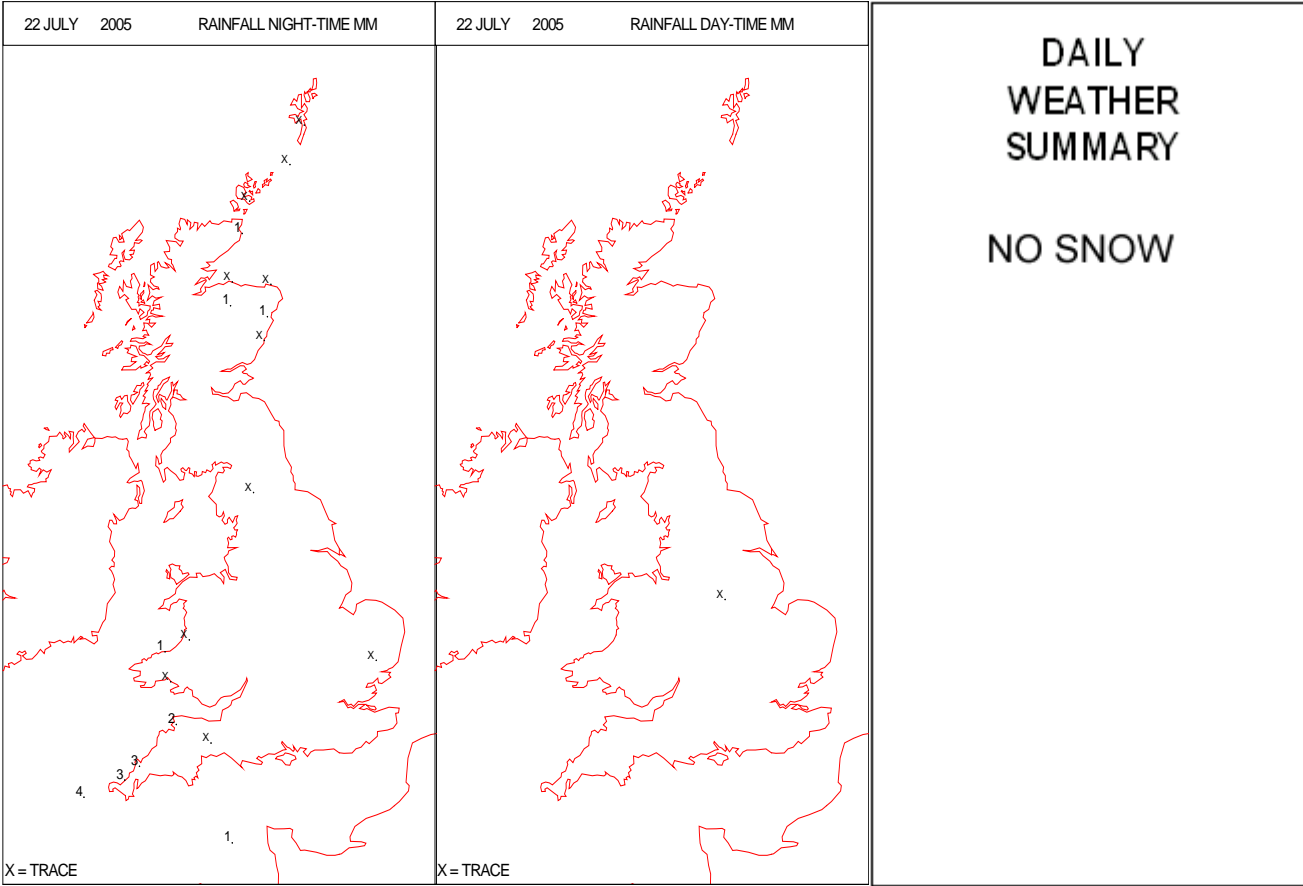 22 JULY 2005 RAINFALL NIGHT-TIME MM
X.
X.
X.
1.
X. X.
1. 1.
X.
X.
X.
1.
X.
X.
2.
X.
3.
3.
4.
1.
X = TRACE
22 JULY 2005 RAINFALL DAY-TIME MM
X.
X = TRACE
DAILY
WEATHER
SUMMARY
NO SNOW